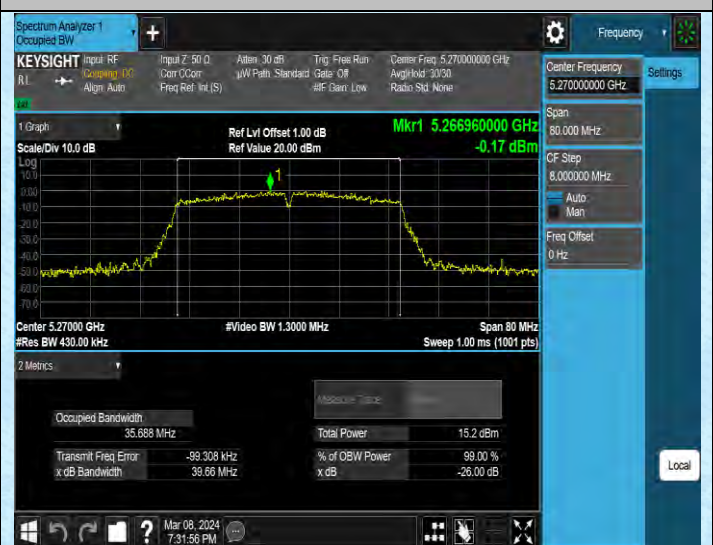 Spectrum Analyzer 1
Occupied BW
+
Frequency
KEYSIGHT Input: RF
RL Coupling: DC
Align: Auto
Input Z: 50 Ω
Corr CCorr
Freq Ref: Int (S)
Atten: 30 dB
µW Path: Standard
Trig: Free Run
Gate: Off
#IF Gain: Low
Center Freq: 5.270000000 GHz
Avg|Hold: 30/30
Radio Std: None
Center Frequency
5.270000000 GHz
Settings
Span
80.000 MHz
CF Step
8.000000 MHz
Auto
Man
Freq Offset
0 Hz
1 Graph
Scale/Div 10.0 dB
Ref Lvl Offset 1.00 dB
Ref Value 20.00 dBm
Mkr1 5.266960000 GHz
-0.17 dBm
Log
10.0
0.0
-10.0
-20.0
-30.0
-40.0
-50.0
-60.0
-70.0
1
Center 5.27000 GHz
#Res BW 430.00 kHz
#Video BW 1.3000 MHz
Span 80 MHz
Sweep 1.00 ms (1001 pts)
2 Metrics
Measure Trace
Occupied Bandwidth
35.688 MHz
Total Power 15.2 dBm
Transmit Freq Error -99.308 kHz
% of OBW Power 99.00 %
x dB Bandwidth 39.66 MHz
x dB -26.00 dB
Local
?
Mar 08, 2024
7:31:56 PM